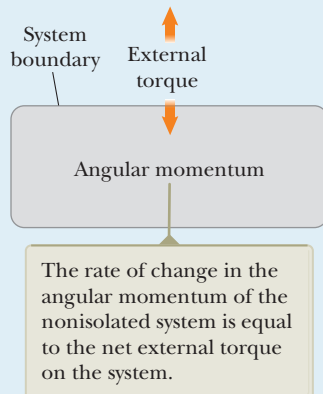 System
boundary
External
torque
Angular momentum
The rate of change in the
angular momentum of the
nonisolated system is equal
to the net external torque
on the system.